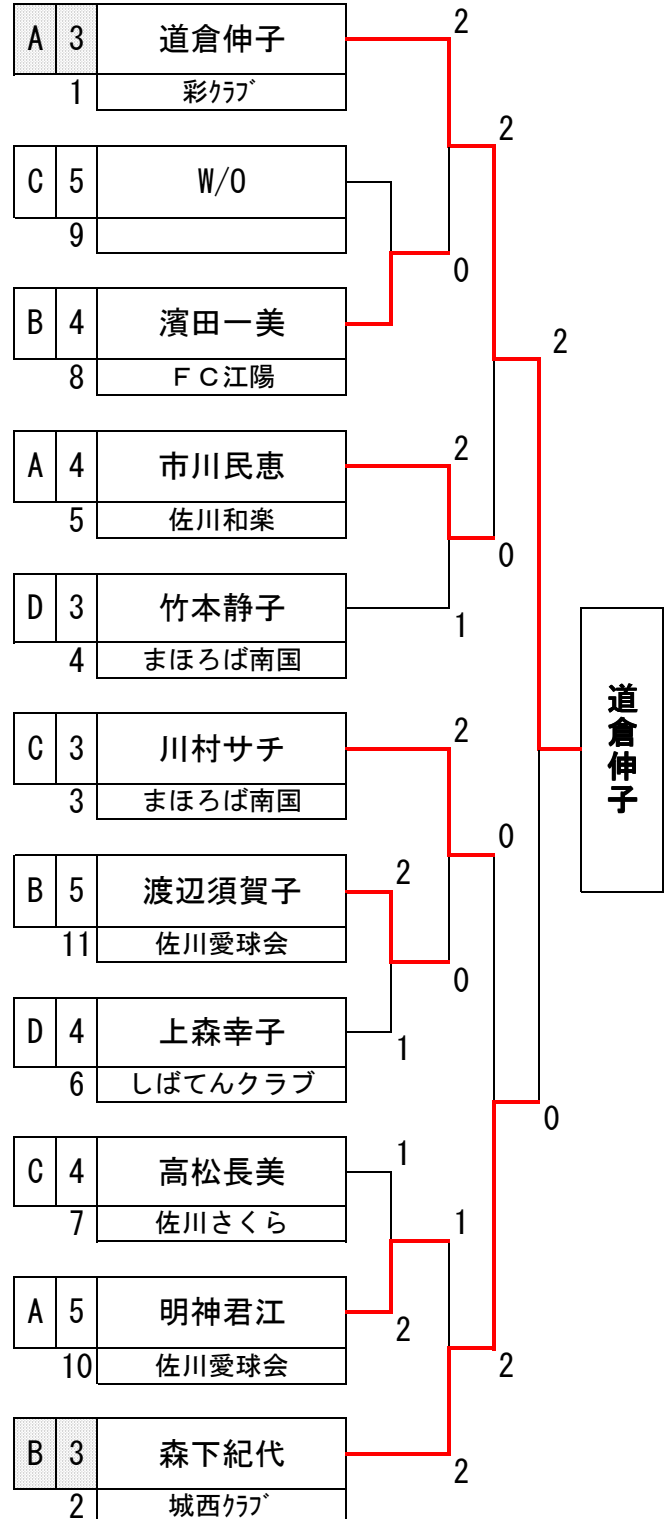 A 3 道倉伸子 2
1 彩ｸﾗﾌﾞ
2
C 5 W/O
9
0
B 4 濱田一美
8 ＦＣ江陽
2
A 4 市川民恵 2
5 佐川和楽
0
D 3 竹本静子
1
4 まほろば南国
道倉伸子
C 3 川村サチ 2
3 まほろば南国
0
B 5 渡辺須賀子 2
11 佐川愛球会
0
D 4 上森幸子
1
6 しばてんクラブ
0
C 4 高松長美 1
7 佐川さくら
1
A 5 明神君江
2
10 佐川愛球会
2
B 3 森下紀代
2
2 城西ｸﾗﾌﾞ